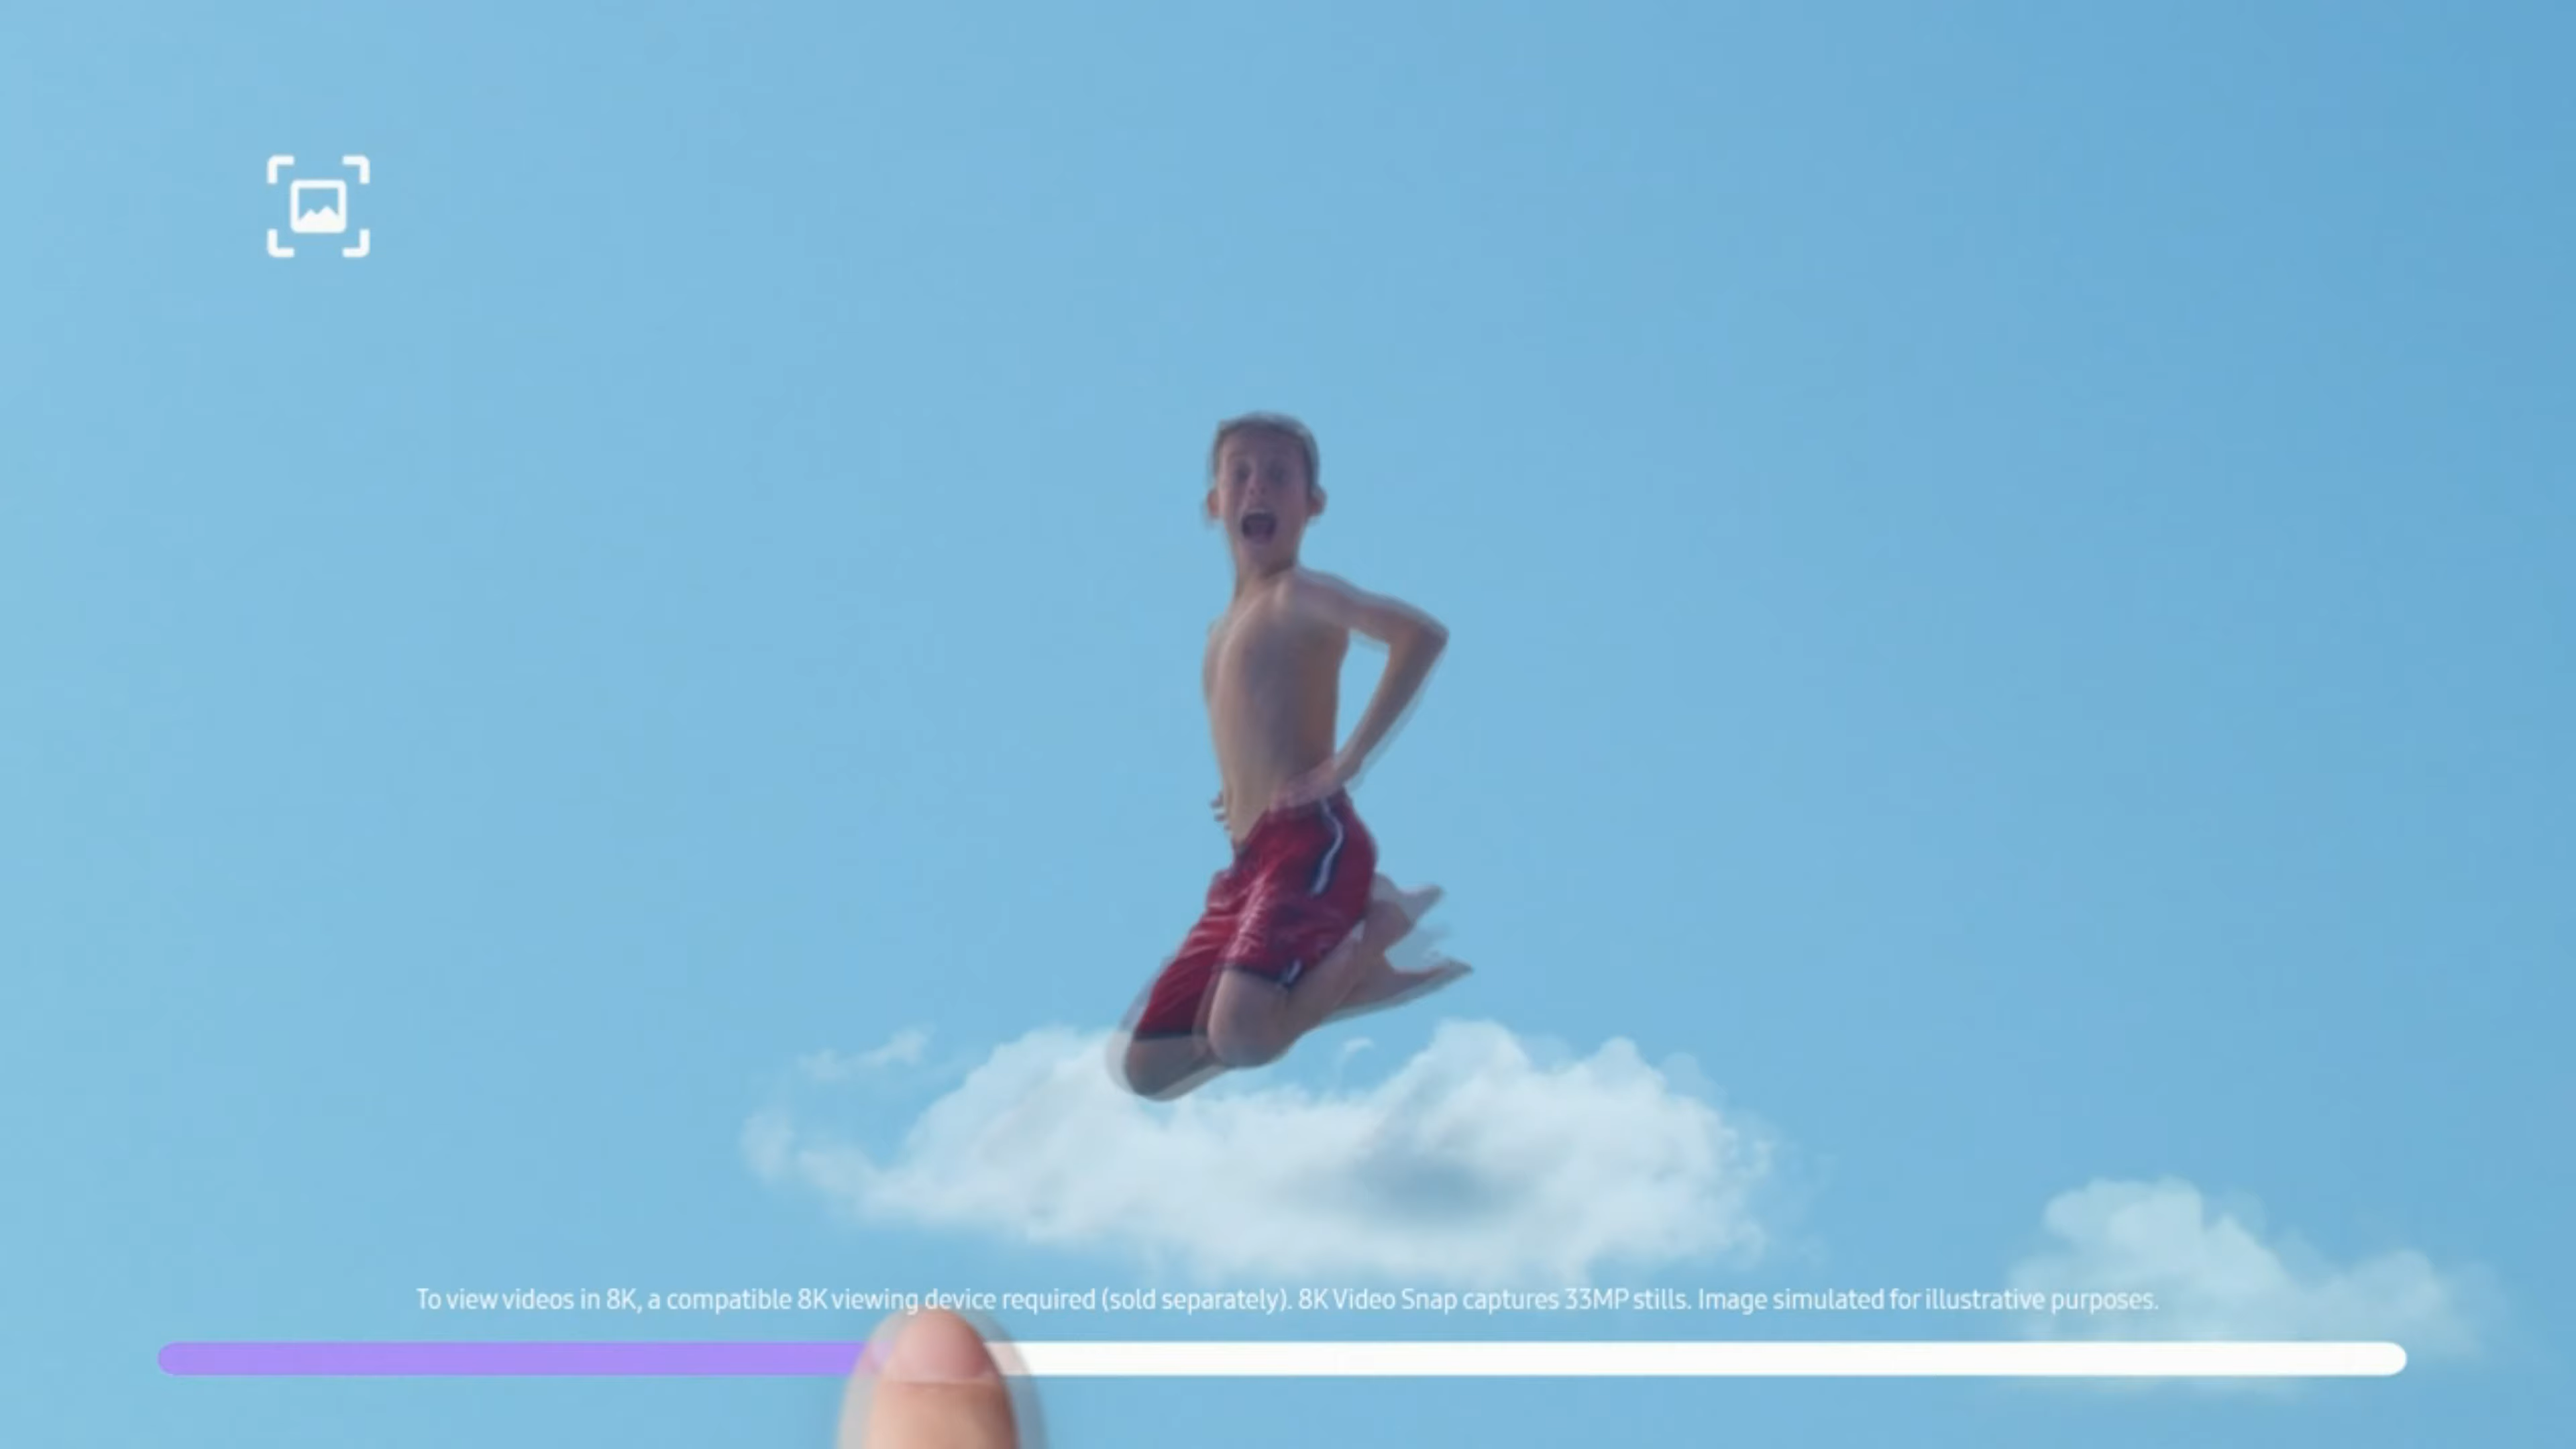 To view videos in 8K, a compatible 8K viewing device required (sold separately). 8K Video Snap captures 33MP stills. Image simulated for illustrative purposes.